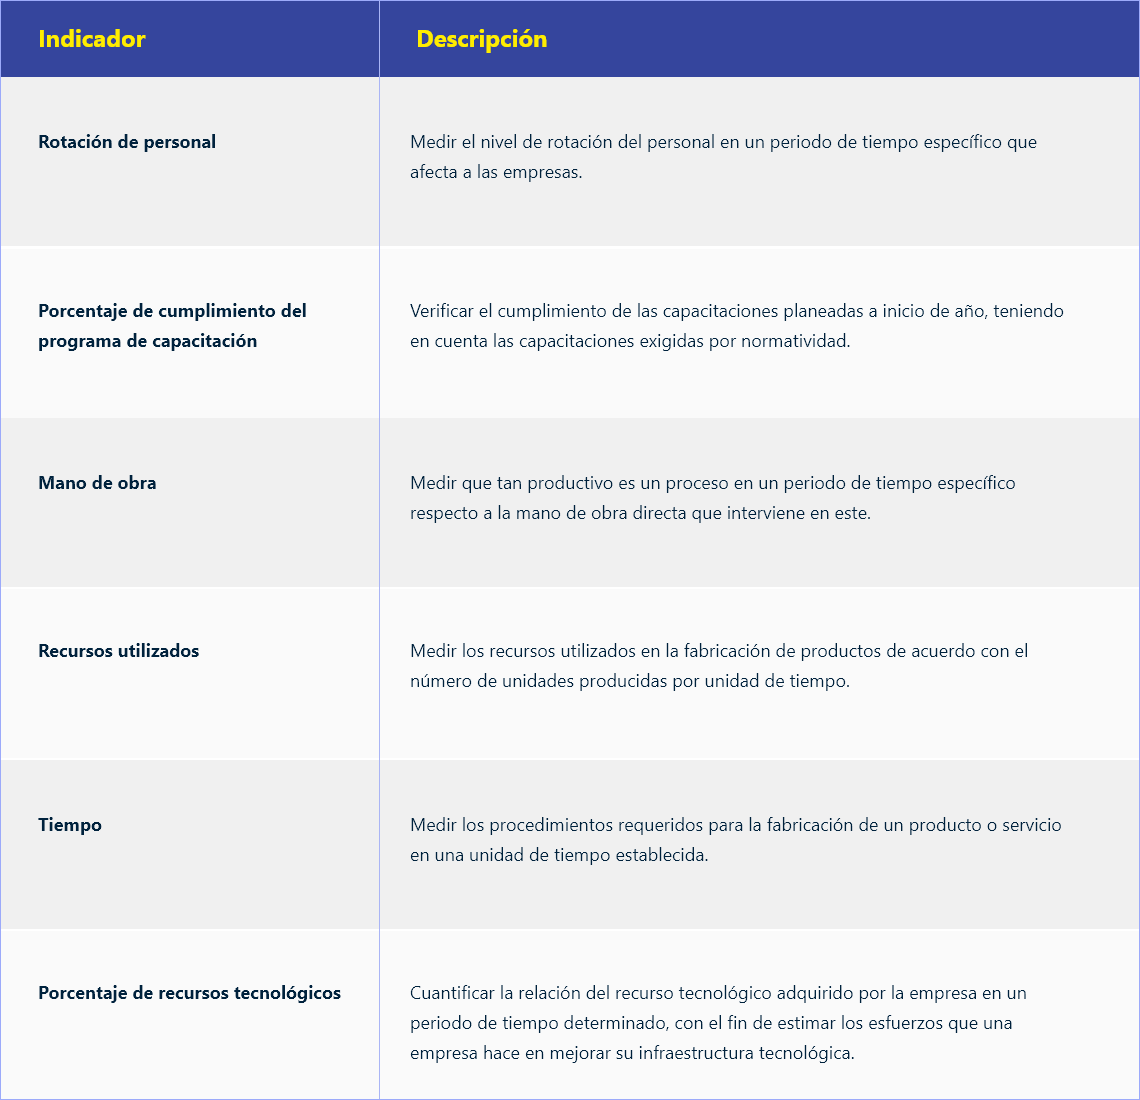 Indicador
Descripción
Rotación de personal
Medir el nivel de rotación del personal en un periodo de tiempo específico que
afecta a las empresas.
Porcentaje de cumplimiento del
programa de capacitación
Verificar el cumplimiento de las capacitaciones planeadas a inicio de año, teniendo
en cuenta las capacitaciones exigidas por normatividad.
Mano de obra
Medir que tan productivo es un proceso en un periodo de tiempo específico
respecto a la mano de obra directa que interviene en este.
Recursos utilizados
Medir los recursos utilizados en la fabricación de productos de acuerdo con el
número de unidades producidas por unidad de tiempo.
Tiempo
Medir los procedimientos requeridos para la fabricación de un producto o servicio
en una unidad de tiempo establecida.
Porcentaje de recursos tecnológicos
Cuantificar la relación del recurso tecnológico adquirido por la empresa en un
periodo de tiempo determinado, con el fin de estimar los esfuerzos que una
empresa hace en mejorar su infraestructura tecnológica.